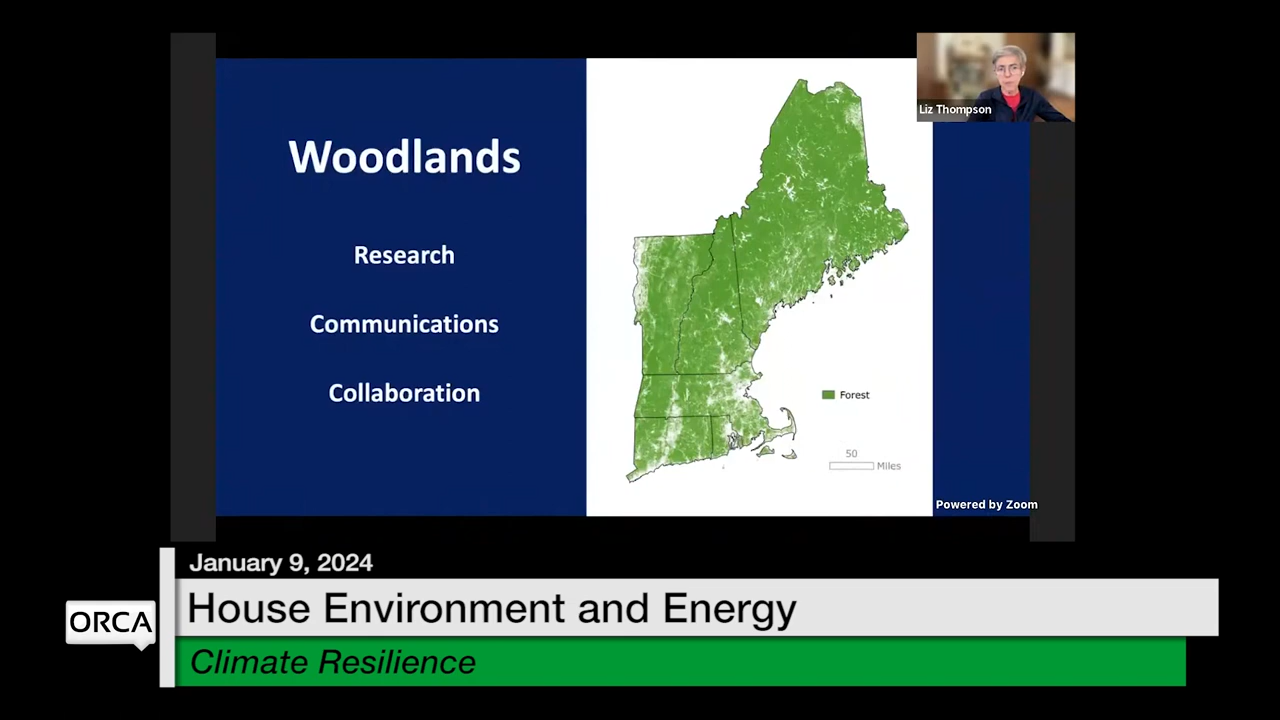 Woodlands
Research
Communications
Collaboration
Forest
50
Miles
Liz Thompson
Powered by Zoom
January 9, 2024
House Environment and Energy
ORCA
Climate Resilience